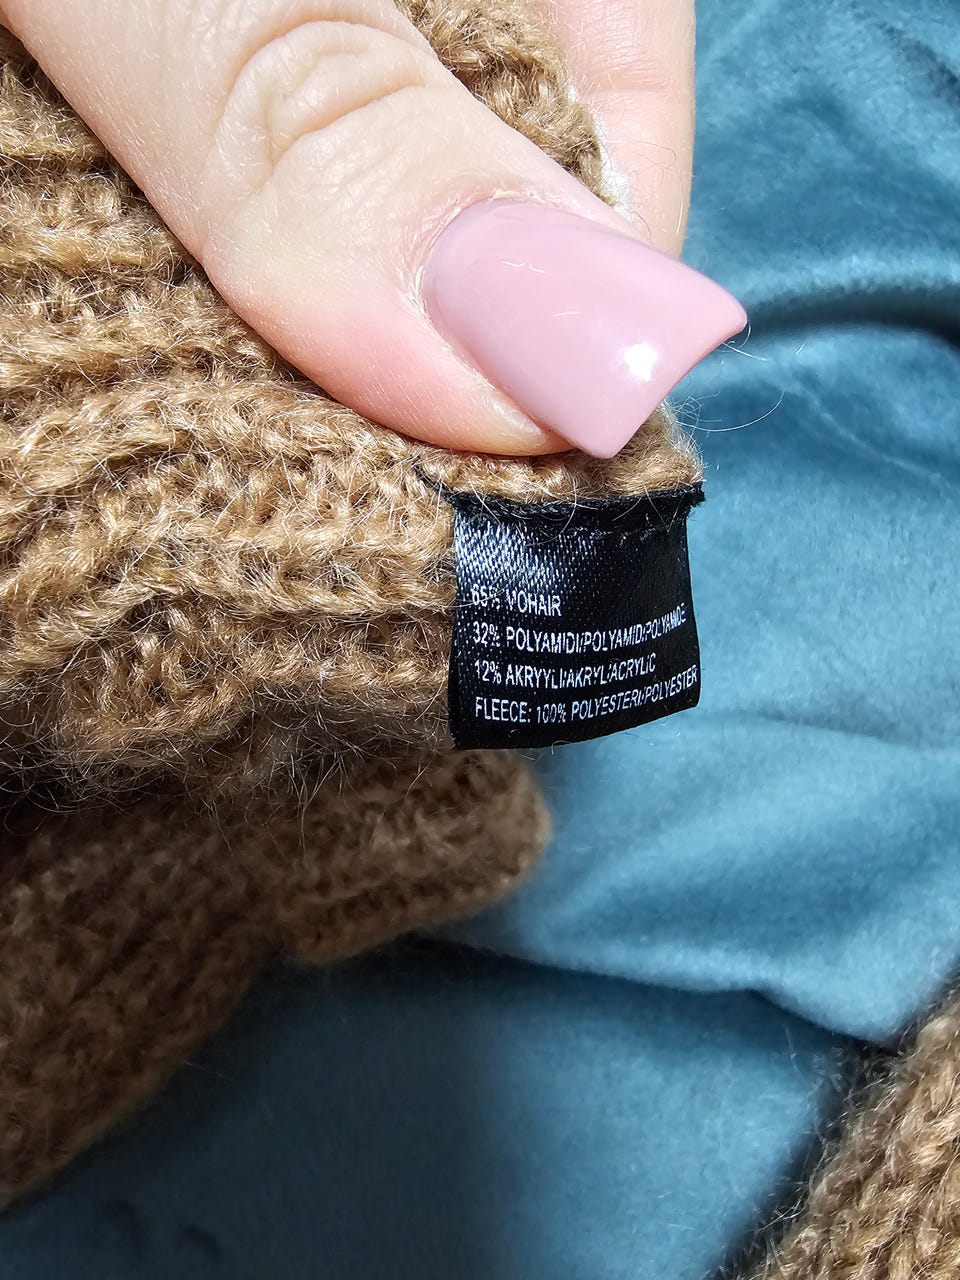 65% MOHAIR
32% POLYAMIDI/POLYAMID/POLYAMIDE
12% AKRYYLI/AKRYL/ACRYLIC
FLEECE: 100% POLYESTERI/POLYESTER